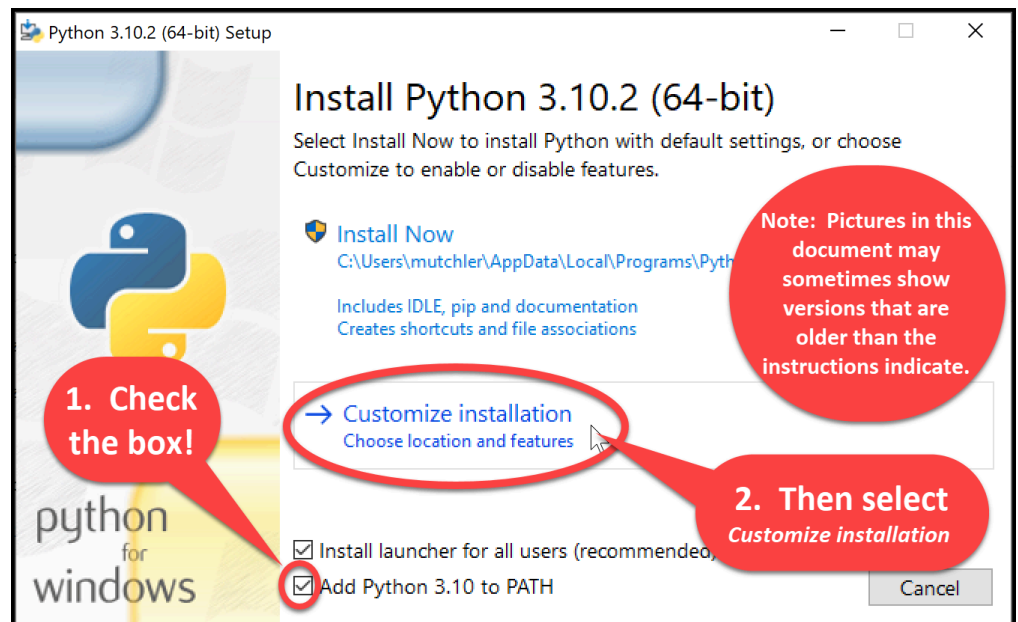 Python 3.10.2 (64-bit) Setup
Install Python 3.10.2 (64-bit)
Select Install Now to install Python with default settings, or choose
Customize to enable or disable features.
Install Now
C:\Users\mutchler\AppData\Local\Programs\Pyth
Includes IDLE, pip and documentation
Creates shortcuts and file associations
Note: Pictures in this
document may
sometimes show
versions that are
older than the
instructions indicate.
1. Check
the box!
Customize installation
Choose location and features
2. Then select
Customize installation
python
for
windows
Install launcher for all users (recommended)
Add Python 3.10 to PATH
Cancel